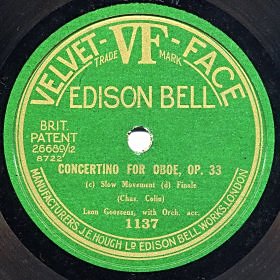 VELVET-FACE
TRADE VF MARK
EDISON BELL
BRIT.
PATENT
26689/12
8722
CONCERTINO FOR OBOE, OP. 33
(c) Slow Movement (d) Finale
(Chas. Colin)
Leon Goossens, with Orch. acc.
1137
MANUFACTURERS J.E. HOUGH LD EDISON BELL WORKS, LONDON